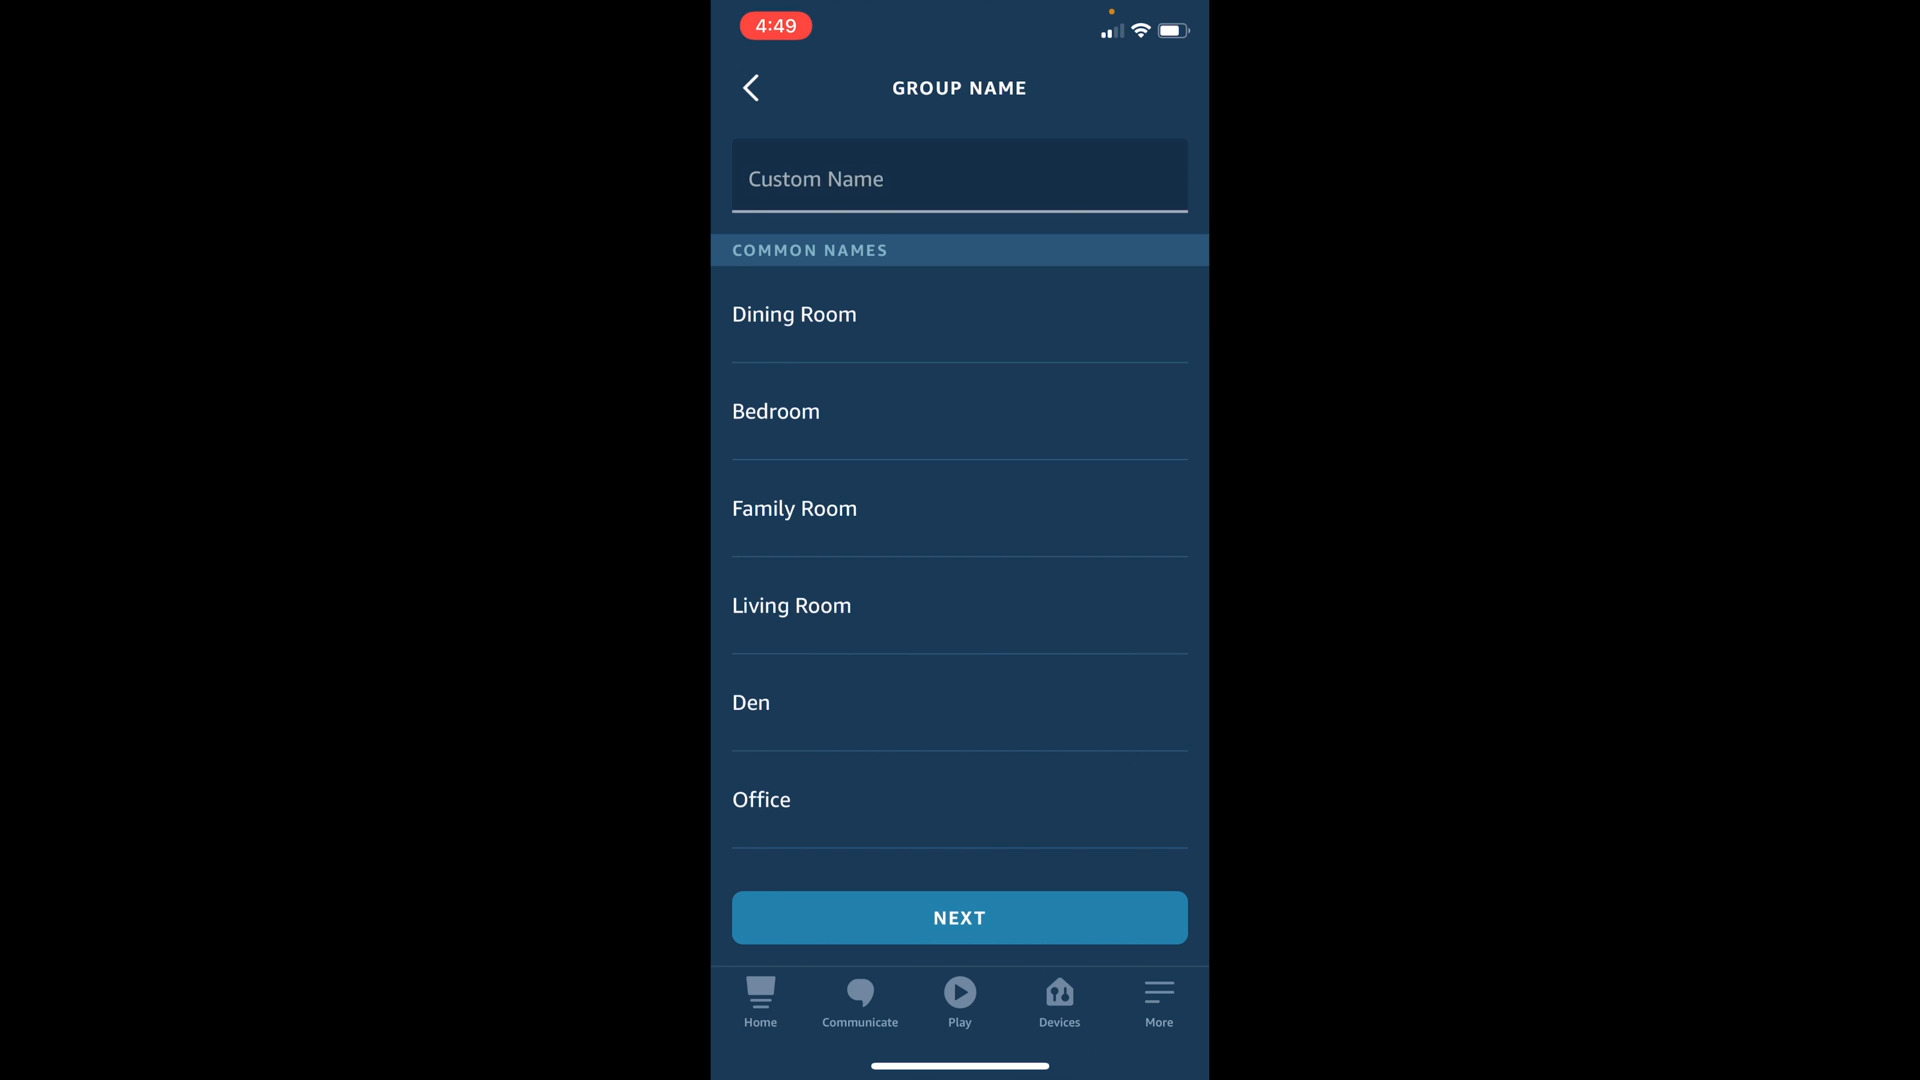 4:49
GROUP NAME
Custom Name
COMMON NAMES
Dining Room
Bedroom
Family Room
Living Room
Den
Office
NEXT
Home Communicate Play Devices More